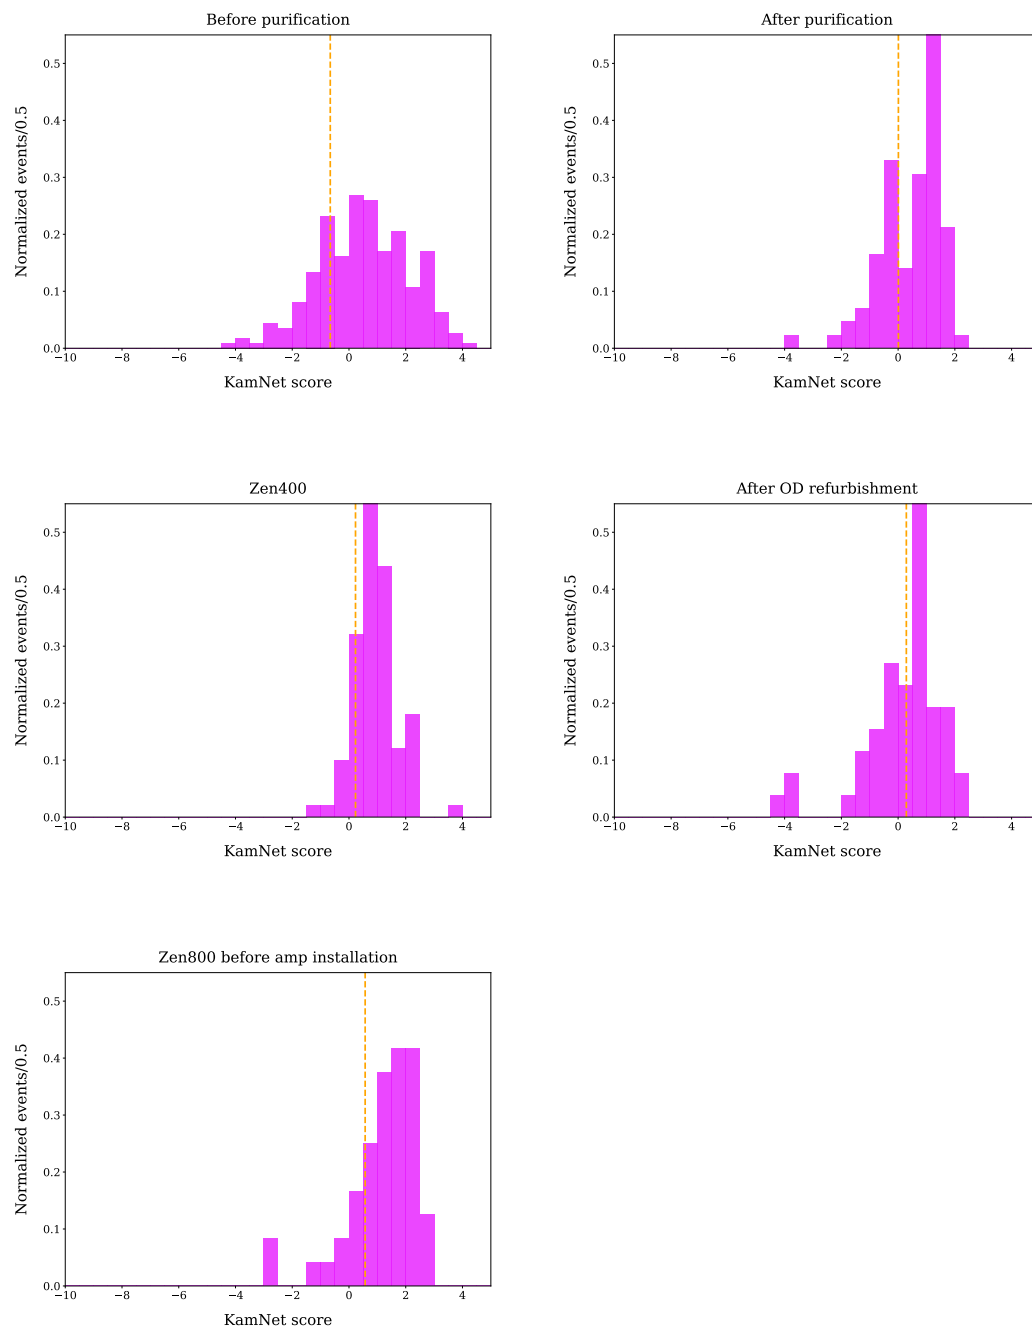 Before purification
Normalized events/0.5
0.5
0.4
0.3
0.2
0.1
0.0
−10 −8 −6 −4 −2 0 2 4
KamNet score
After purification
Normalized events/0.5
0.5
0.4
0.3
0.2
0.1
0.0
−10 −8 −6 −4 −2 0 2 4
KamNet score
Zen400
Normalized events/0.5
0.5
0.4
0.3
0.2
0.1
0.0
−10 −8 −6 −4 −2 0 2 4
KamNet score
After OD refurbishment
Normalized events/0.5
0.5
0.4
0.3
0.2
0.1
0.0
−10 −8 −6 −4 −2 0 2 4
KamNet score
Zen800 before amp installation
Normalized events/0.5
0.5
0.4
0.3
0.2
0.1
0.0
−10 −8 −6 −4 −2 0 2 4
KamNet score